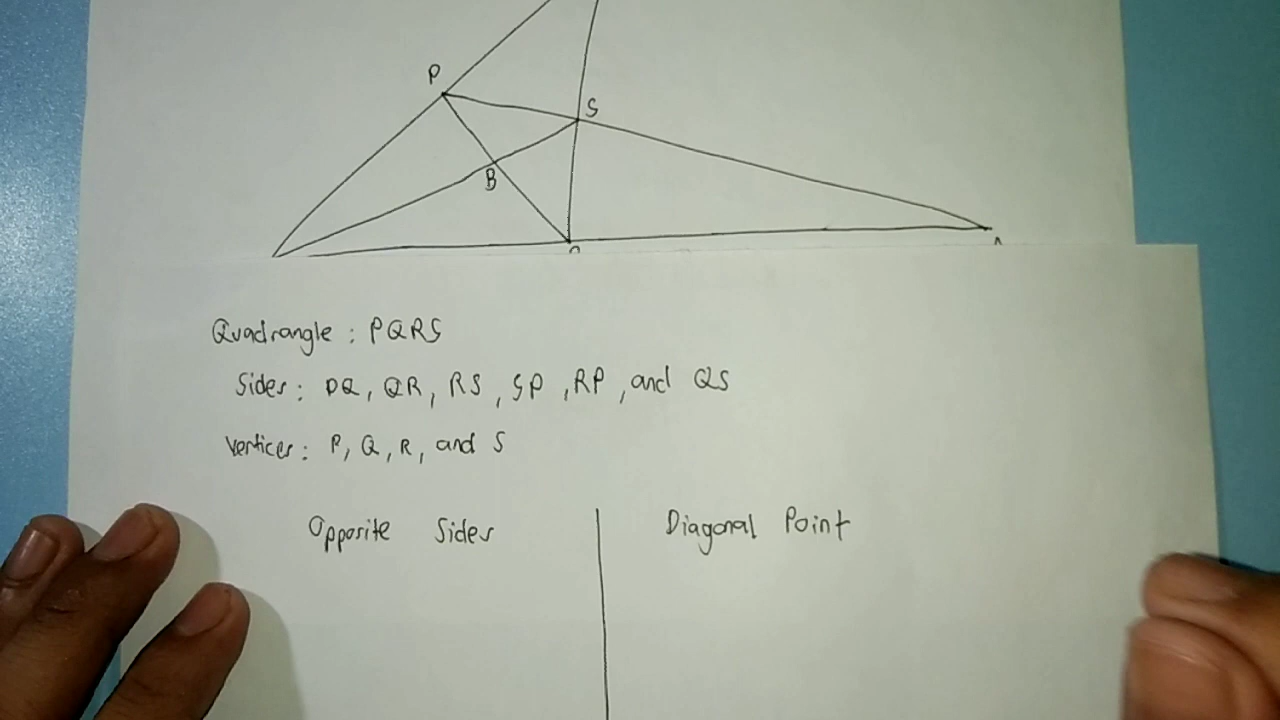 P
S
B
Quadrangle : PQRS
Sides : PQ, QR, RS, SP, RP, and QS
Vertices : P, Q, R, and S
Opposite Sides
Diagonal Point